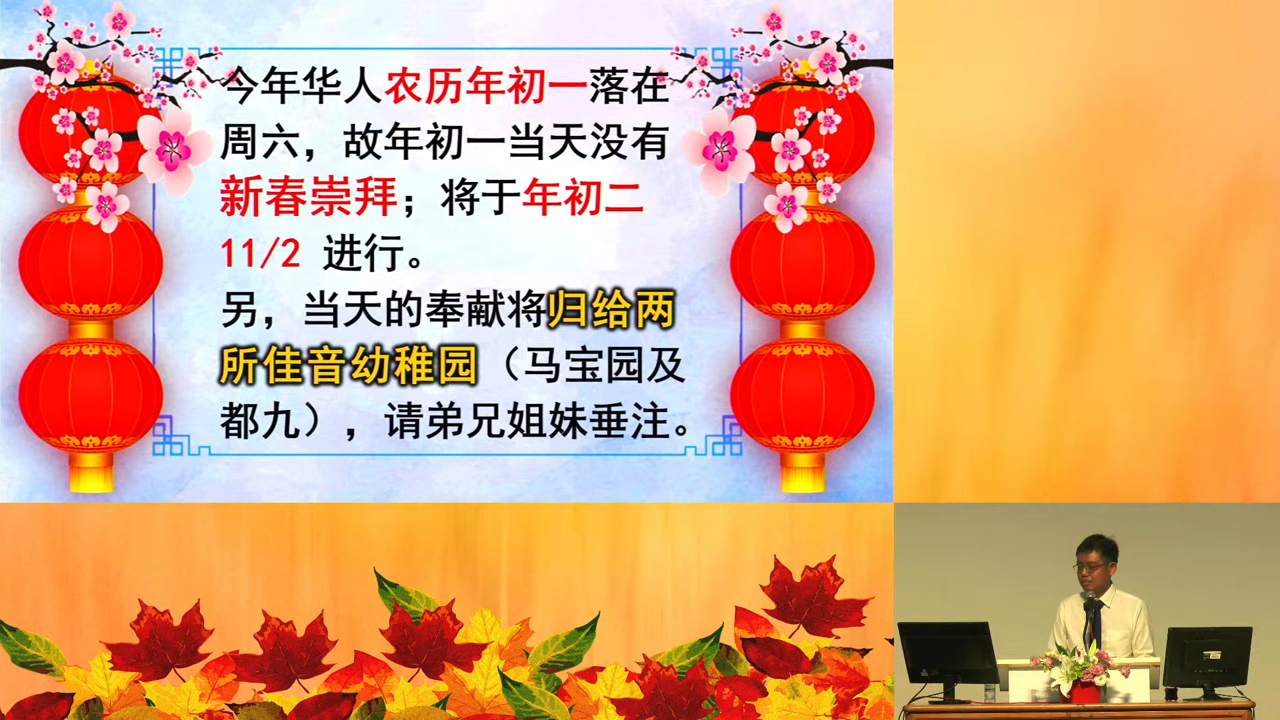 今年华人农历年初一落在
周六，故年初一当天没有
新春崇拜；将于年初二
11/2 进行。
另，当天的奉献将归给两
所佳音幼稚园（马宝园及
都九），请弟兄姐妹垂注。